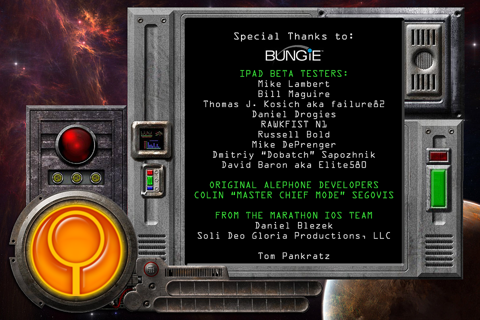 Special Thanks to:
BUNGiE
IPAD BETA TESTERS:
Mike Lambert
Bill Maguire
Thomas J. Kosich aka failure82
Daniel Drogies
RAWKFIST N1
Russell Bold
Mike DePrenger
Dmitriy "Dobatch" Sapozhnik
David Baron aka Elite580
ORIGINAL ALEPHONE DEVELOPERS
COLIN "MASTER CHIEF MODE" SEGOVIS
FROM THE MARATHON IOS TEAM
Daniel Blezek
Soli Deo Gloria Productions, LLC
Tom Pankratz